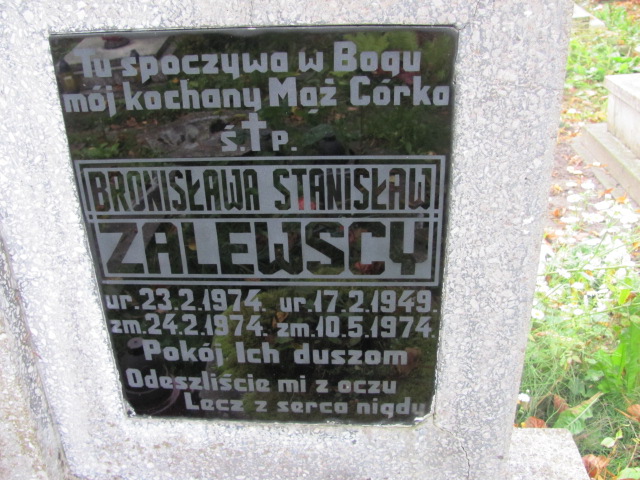 Tu spoczywa w Bogu
mój kochany Mąż Córka
ś.✝p.
BRONISŁAWA STANISŁAW
ZALEWSCY
ur.23.2.1974. ur.17.2.1949.
zm.24.2.1974. zm.10.5.1974.
Pokój Ich duszom
Odeszliście mi z oczu
Lecz z serca nigdy